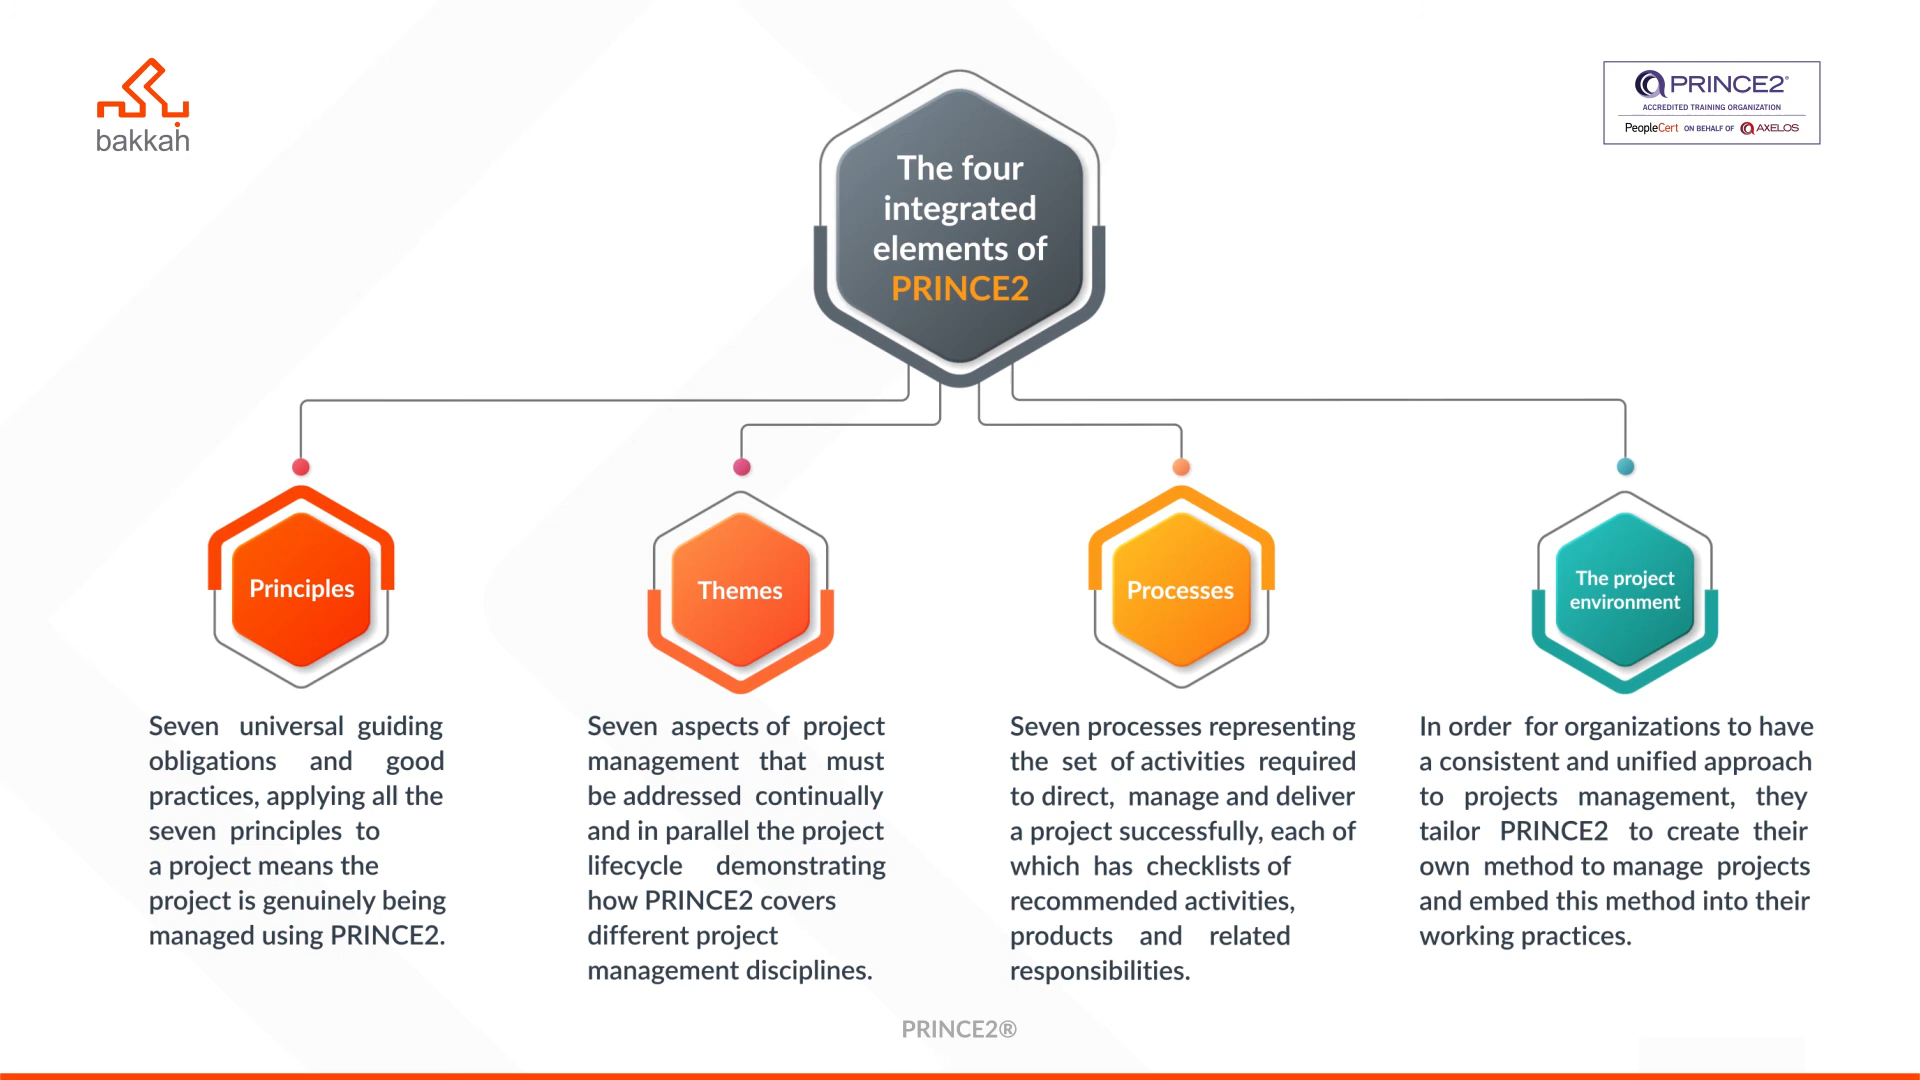 bakkah
PRINCE2®
ACCREDITED TRAINING ORGANIZATION
PeopleCert ON BEHALF OF AXELOS
The four
integrated
elements of
PRINCE2
Principles
Seven universal guiding
obligations and good
practices, applying all the
seven principles to
a project means the
project is genuinely being
managed using PRINCE2.
Themes
Seven aspects of project
management that must
be addressed continually
and in parallel the project
lifecycle demonstrating
how PRINCE2 covers
different project
management disciplines.
Processes
Seven processes representing
the set of activities required
to direct, manage and deliver
a project successfully, each of
which has checklists of
recommended activities,
products and related
responsibilities.
The project
environment
In order for organizations to have
a consistent and unified approach
to projects management, they
tailor PRINCE2 to create their
own method to manage projects
and embed this method into their
working practices.
PRINCE2®